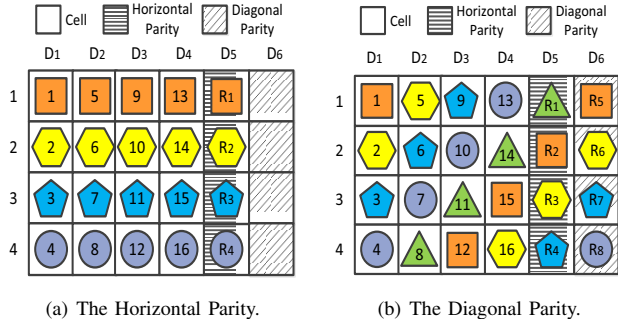 Cell Horizontal Parity Diagonal Parity
D1 D2 D3 D4 D5 D6
1 1 5 9 13 R1
2 2 6 10 14 R2
3 3 7 11 15 R3
4 4 8 12 16 R4
(a) The Horizontal Parity.
Cell Horizontal Parity Diagonal Parity
D1 D2 D3 D4 D5 D6
1 1 5 9 13 R1 R5
2 2 6 10 14 R2 R6
3 3 7 11 15 R3 R7
4 4 8 12 16 R4 R8
(b) The Diagonal Parity.